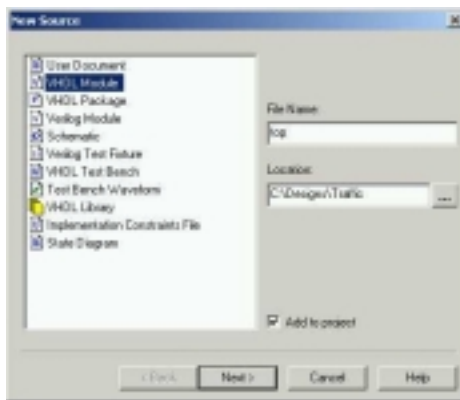 New Source
User Document
VHDL Module
VHDL Package
Verilog Module
Schematic
Verilog Test Fixture
VHDL Test Bench
Test Bench Waveform
VHDL Library
Implementation Constraints File
State Diagram
File Name:
top
Location:
C:\Designs\Traffic
...
Add to project
< Back
Next >
Cancel
Help